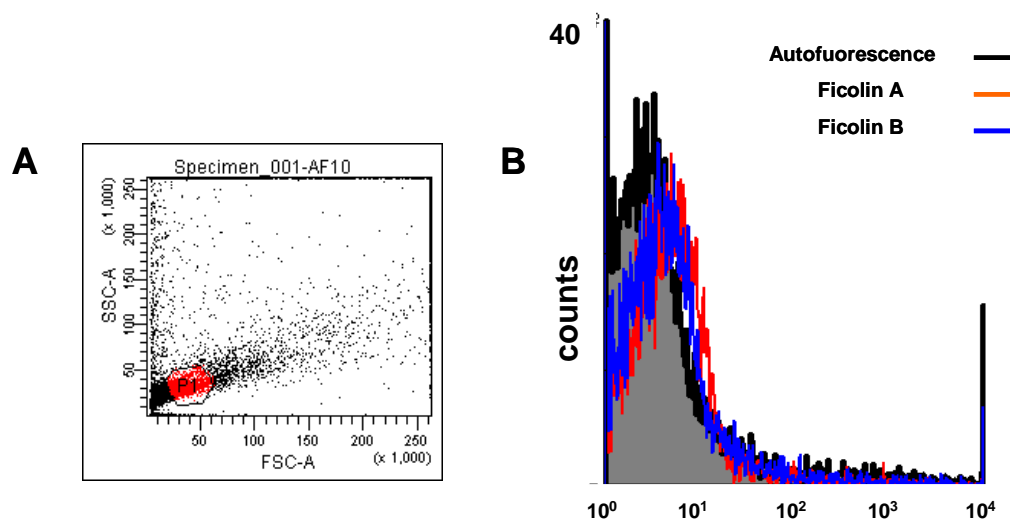 A
Specimen_001-AF10
SSC-A
(x 1,000)
50 100 150 200 250
P1
50 100 150 200 250
FSC-A
(x 1,000)
B
40
counts
Autofuorescence
Ficolin A
Ficolin B
10⁰ 10¹ 10² 10³ 10⁴